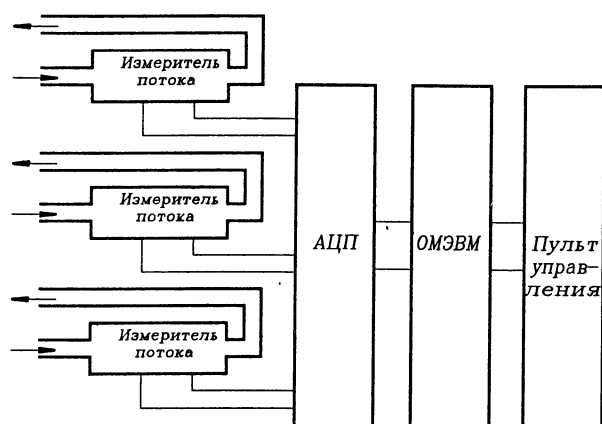 Измеритель
потока
Измеритель
потока
Измеритель
потока
АЦП
ОМЭВМ
Пульт
управ-
ления